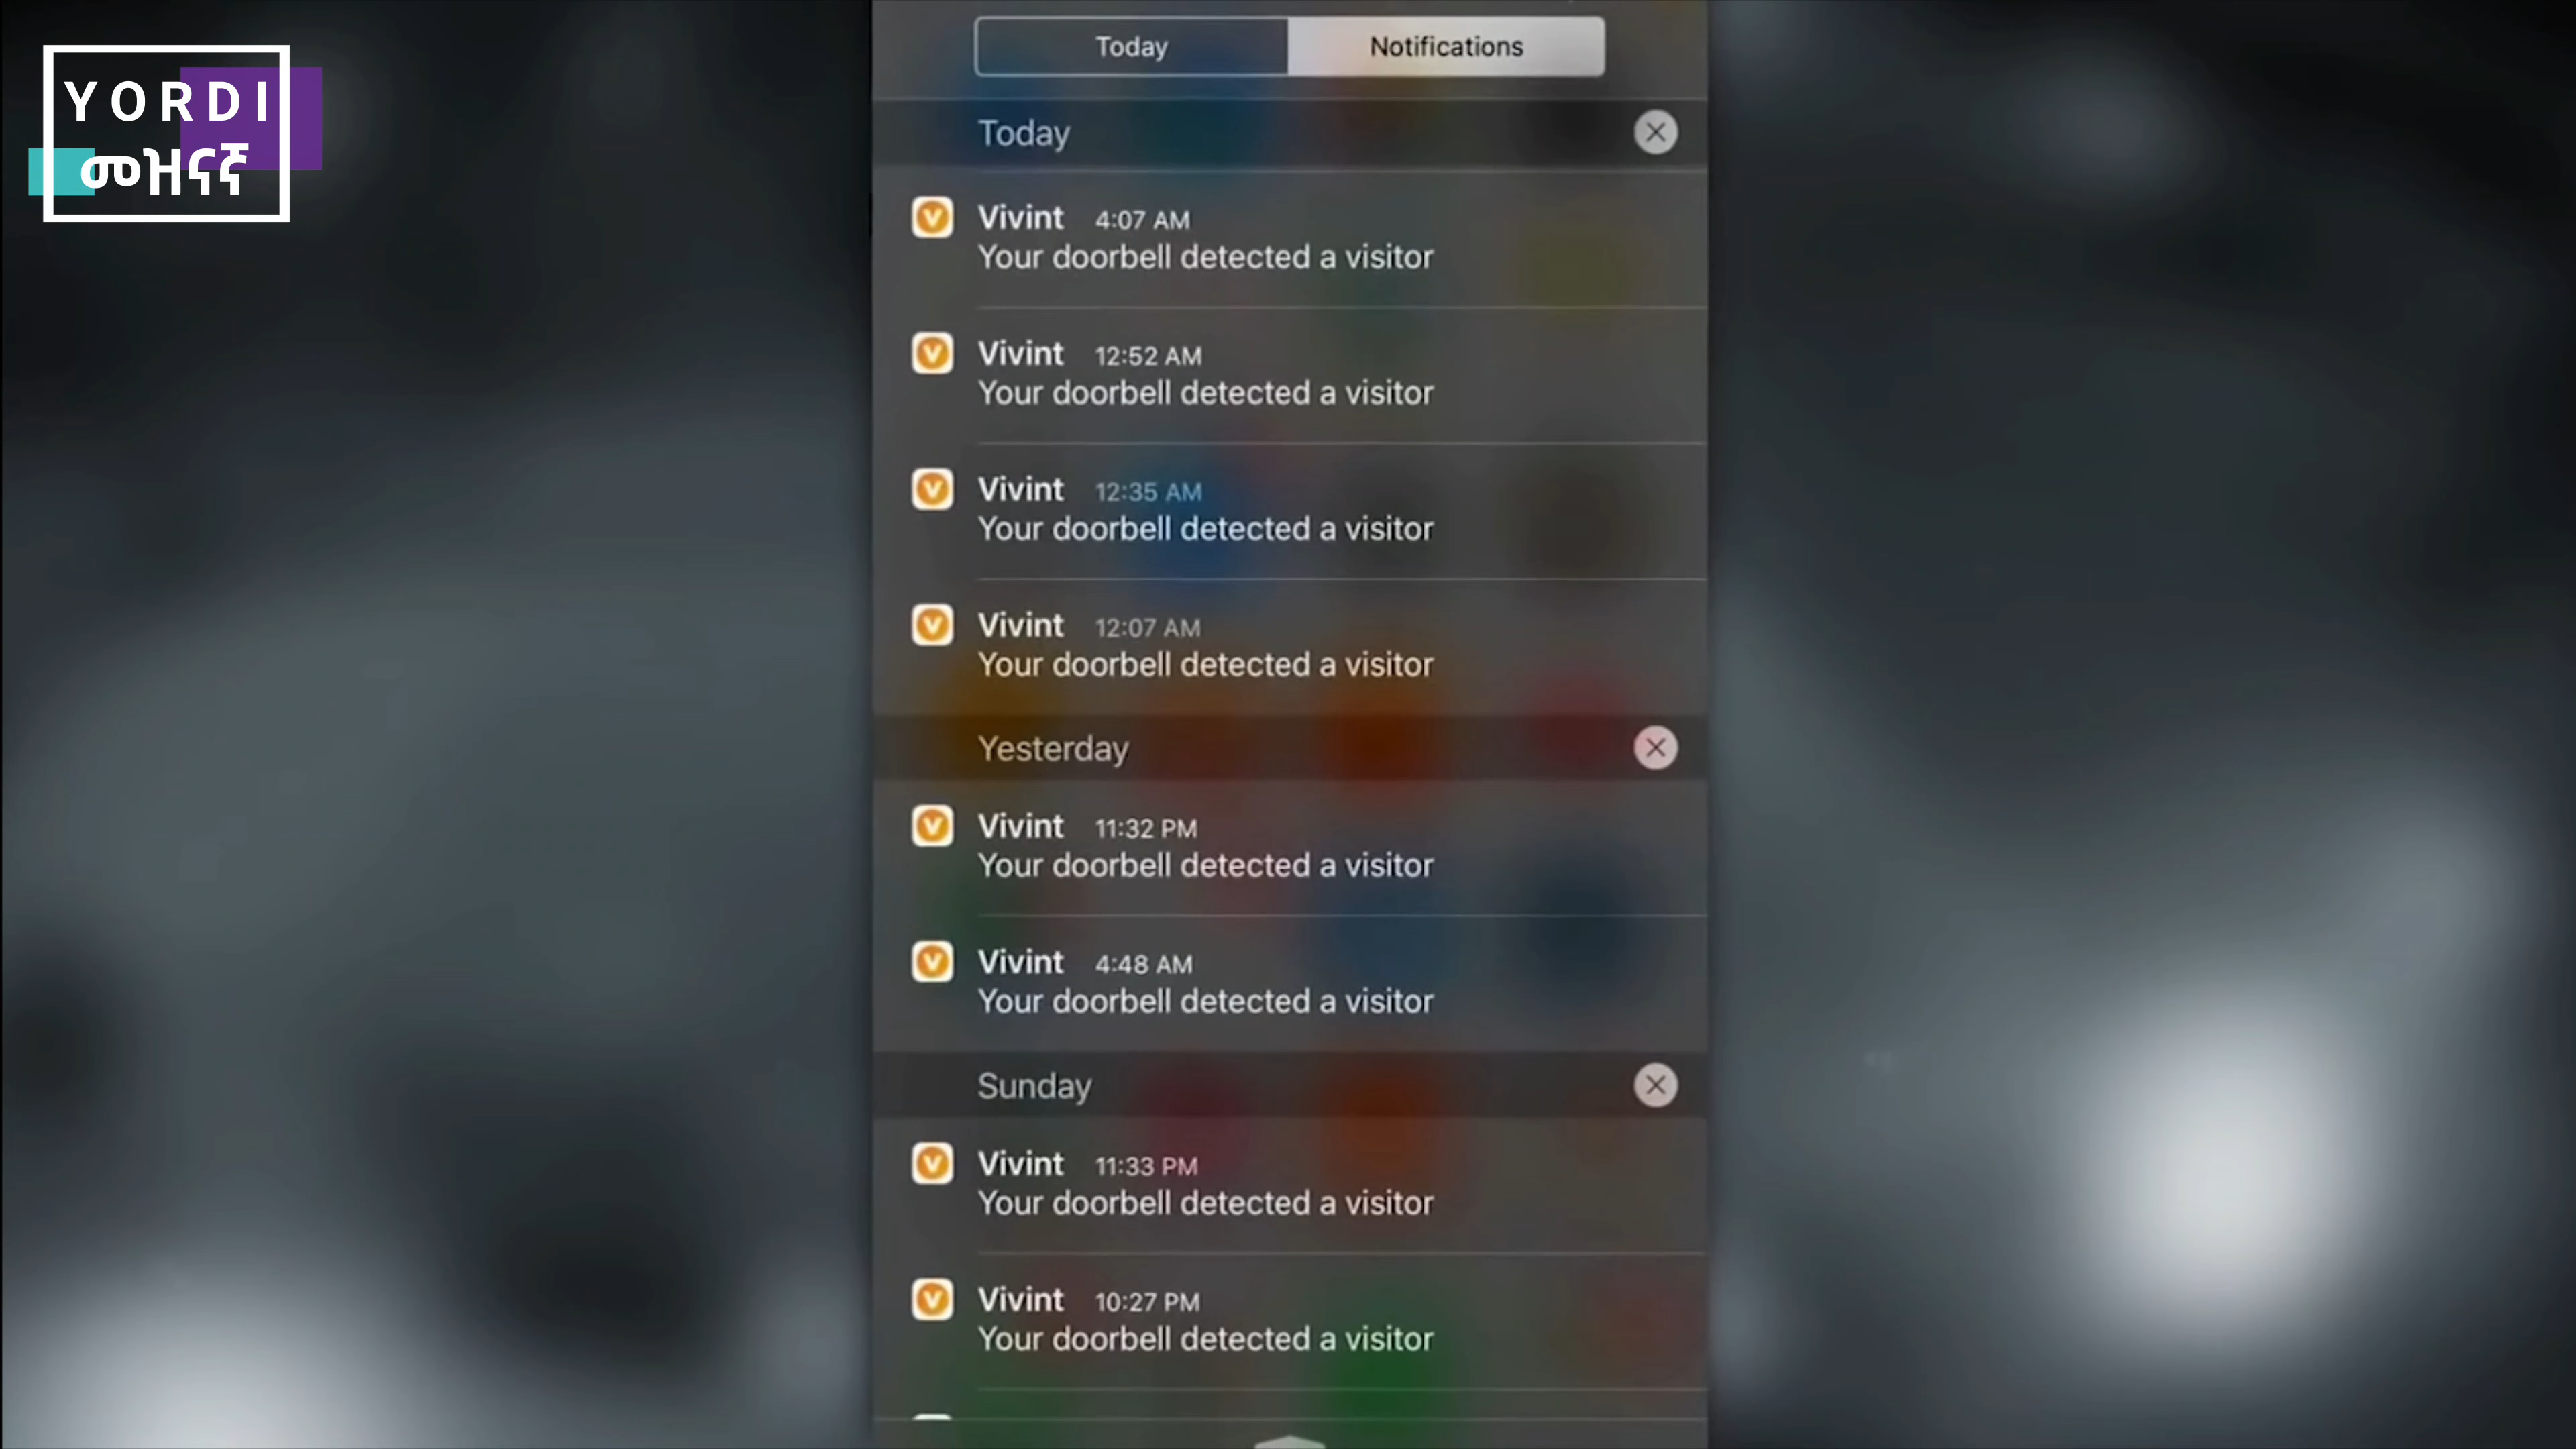 YORDI
መዝናኛ
Today
Notifications
Today
Vivint 4:07 AM
Your doorbell detected a visitor
Vivint 12:52 AM
Your doorbell detected a visitor
Vivint 12:35 AM
Your doorbell detected a visitor
Vivint 12:07 AM
Your doorbell detected a visitor
Yesterday
Vivint 11:32 PM
Your doorbell detected a visitor
Vivint 4:48 AM
Your doorbell detected a visitor
Sunday
Vivint 11:33 PM
Your doorbell detected a visitor
Vivint 10:27 PM
Your doorbell detected a visitor